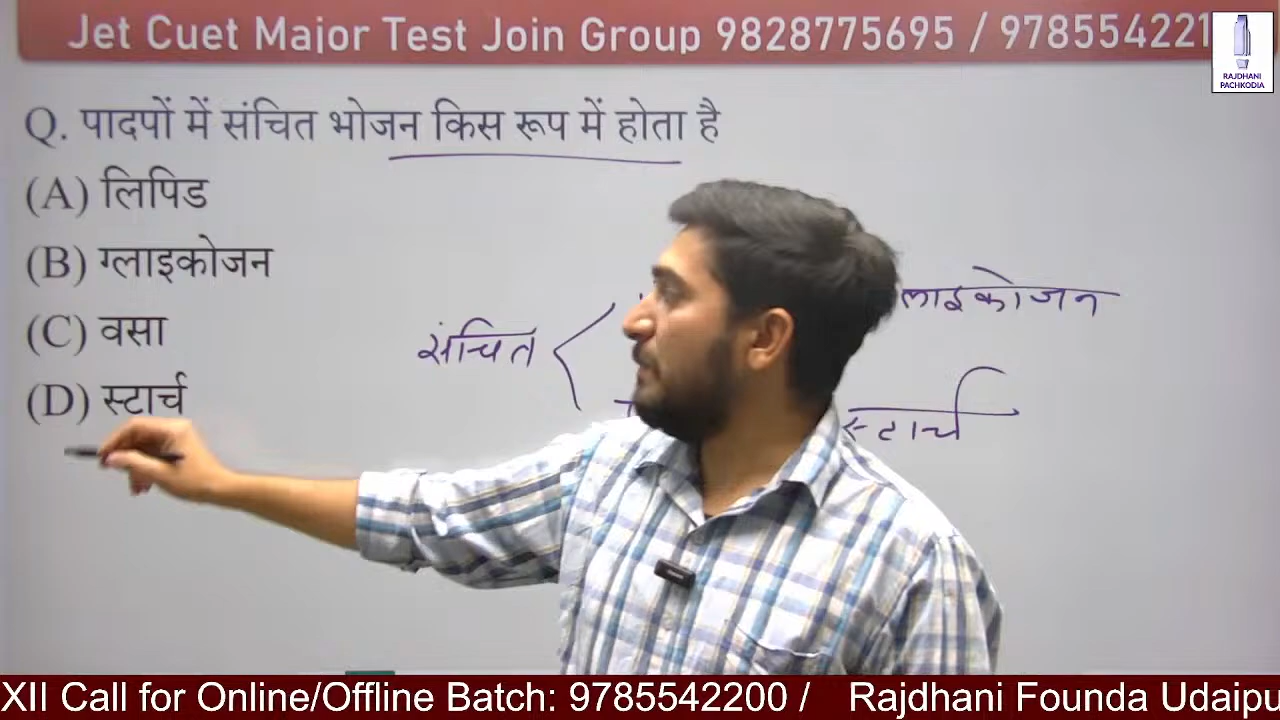 Jet Cuet Major Test Join Group 9828775695 / 978554221
RAJDHANI
PACHKODIA
Q. पादपों में संचित भोजन किस रूप में होता है
(A) लिपिड
(B) ग्लाइकोजन
(C) वसा
(D) स्टार्च
संचित
लाइकोजन
स्टार्च
XII Call for Online/Offline Batch: 9785542200 / Rajdhani Founda Udaipu